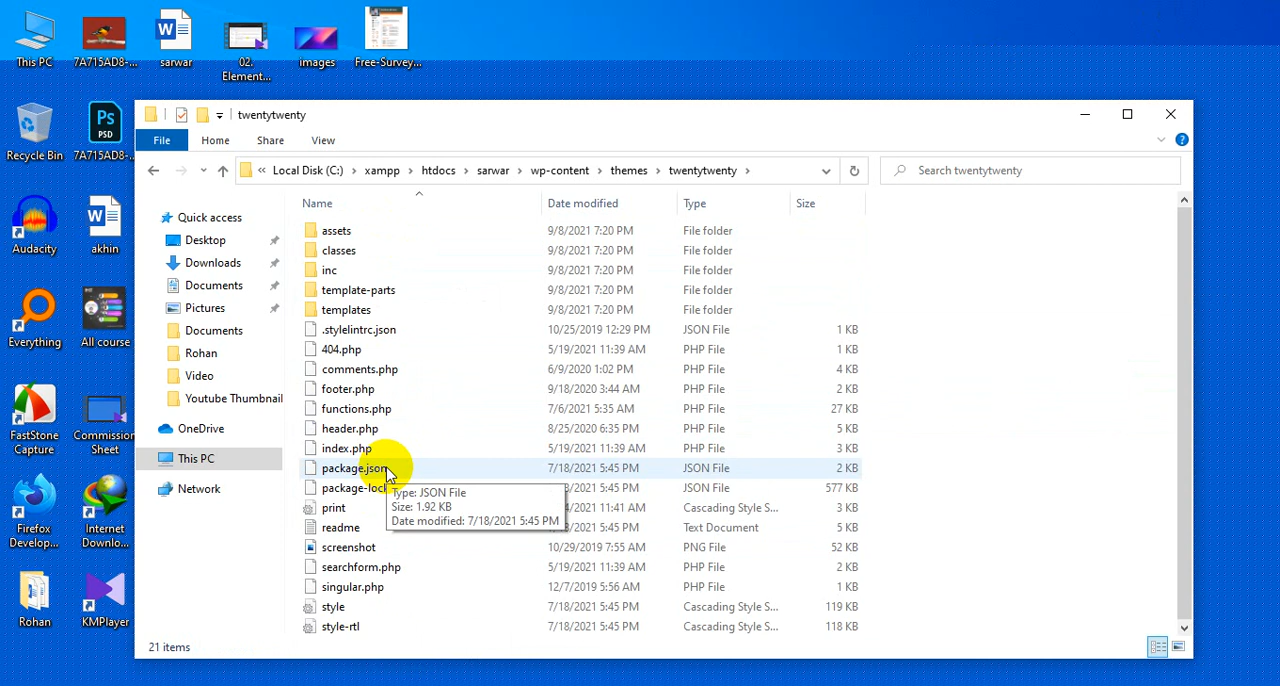 This PC
7A715AD8-...
sarwar
02.
Element...
images
Free-Survey...
Recycle Bin
7A715AD8-...
Audacity
akhin
Everything
All course
FastStone
Capture
Commission
Sheet
Firefox
Develop...
Internet
Downlo...
Rohan
KMPlayer
Ps
PSD
twentytwenty
File
Home
Share
View
« Local Disk (C:) › xampp › htdocs › sarwar › wp-content › themes › twentytwenty ›
Search twentytwenty
Quick access
Desktop
Downloads
Documents
Pictures
Documents
Rohan
Video
Youtube Thumbnail
OneDrive
This PC
Network
Name Date modified Type Size
assets 9/8/2021 7:20 PM File folder
classes 9/8/2021 7:20 PM File folder
inc 9/8/2021 7:20 PM File folder
template-parts 9/8/2021 7:20 PM File folder
templates 9/8/2021 7:20 PM File folder
.stylelintrc.json 10/25/2019 12:29 PM JSON File 1 KB
404.php 5/19/2021 11:39 AM PHP File 1 KB
comments.php 6/9/2020 1:02 PM PHP File 4 KB
footer.php 9/18/2020 3:44 AM PHP File 2 KB
functions.php 7/6/2021 5:35 AM PHP File 27 KB
header.php 8/25/2020 6:35 PM PHP File 5 KB
index.php 5/19/2021 11:39 AM PHP File 3 KB
package.json 7/18/2021 5:45 PM JSON File 2 KB
package-lock 5:45 PM JSON File 577 KB
print 11:41 AM Cascading Style S... 3 KB
readme 5:45 PM Text Document 5 KB
screenshot 10/29/2019 7:55 AM PNG File 52 KB
searchform.php 5/19/2021 11:39 AM PHP File 2 KB
singular.php 12/7/2019 5:56 AM PHP File 1 KB
style 7/18/2021 5:45 PM Cascading Style S... 119 KB
style-rtl 7/18/2021 5:45 PM Cascading Style S... 118 KB
Type: JSON File
Size: 1.92 KB
Date modified: 7/18/2021 5:45 PM
21 items